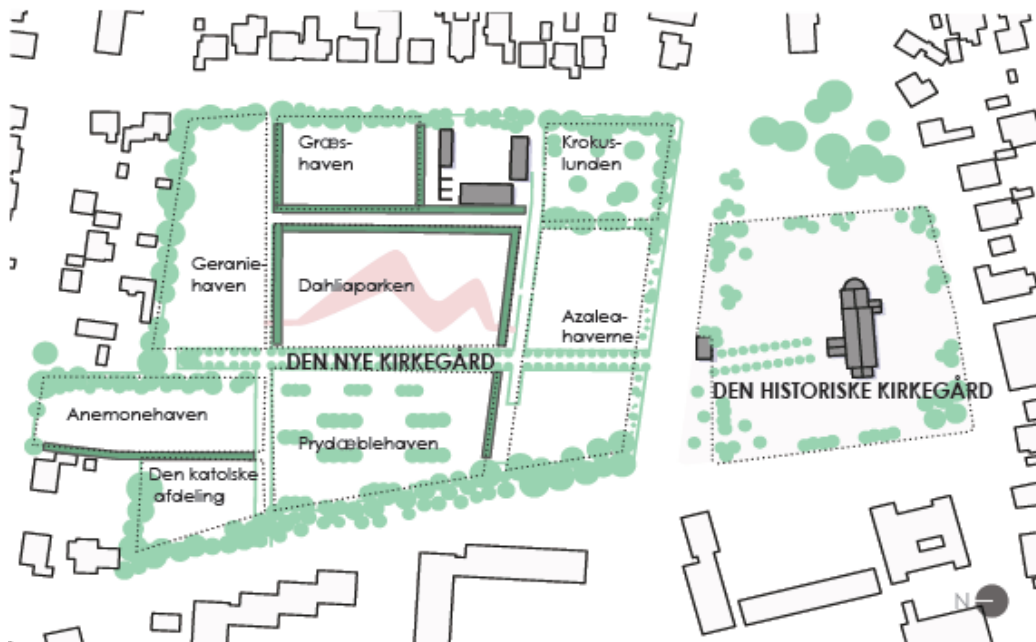 Græs-
haven
Krokus-
lunden
Geranie-
haven
Dahliaparken
Azalea-
haverne
DEN NYE KIRKEGÅRD
DEN HISTORISKE KIRKEGÅRD
Anemonehaven
Prydæblehaven
Den katolske
afdeling
N